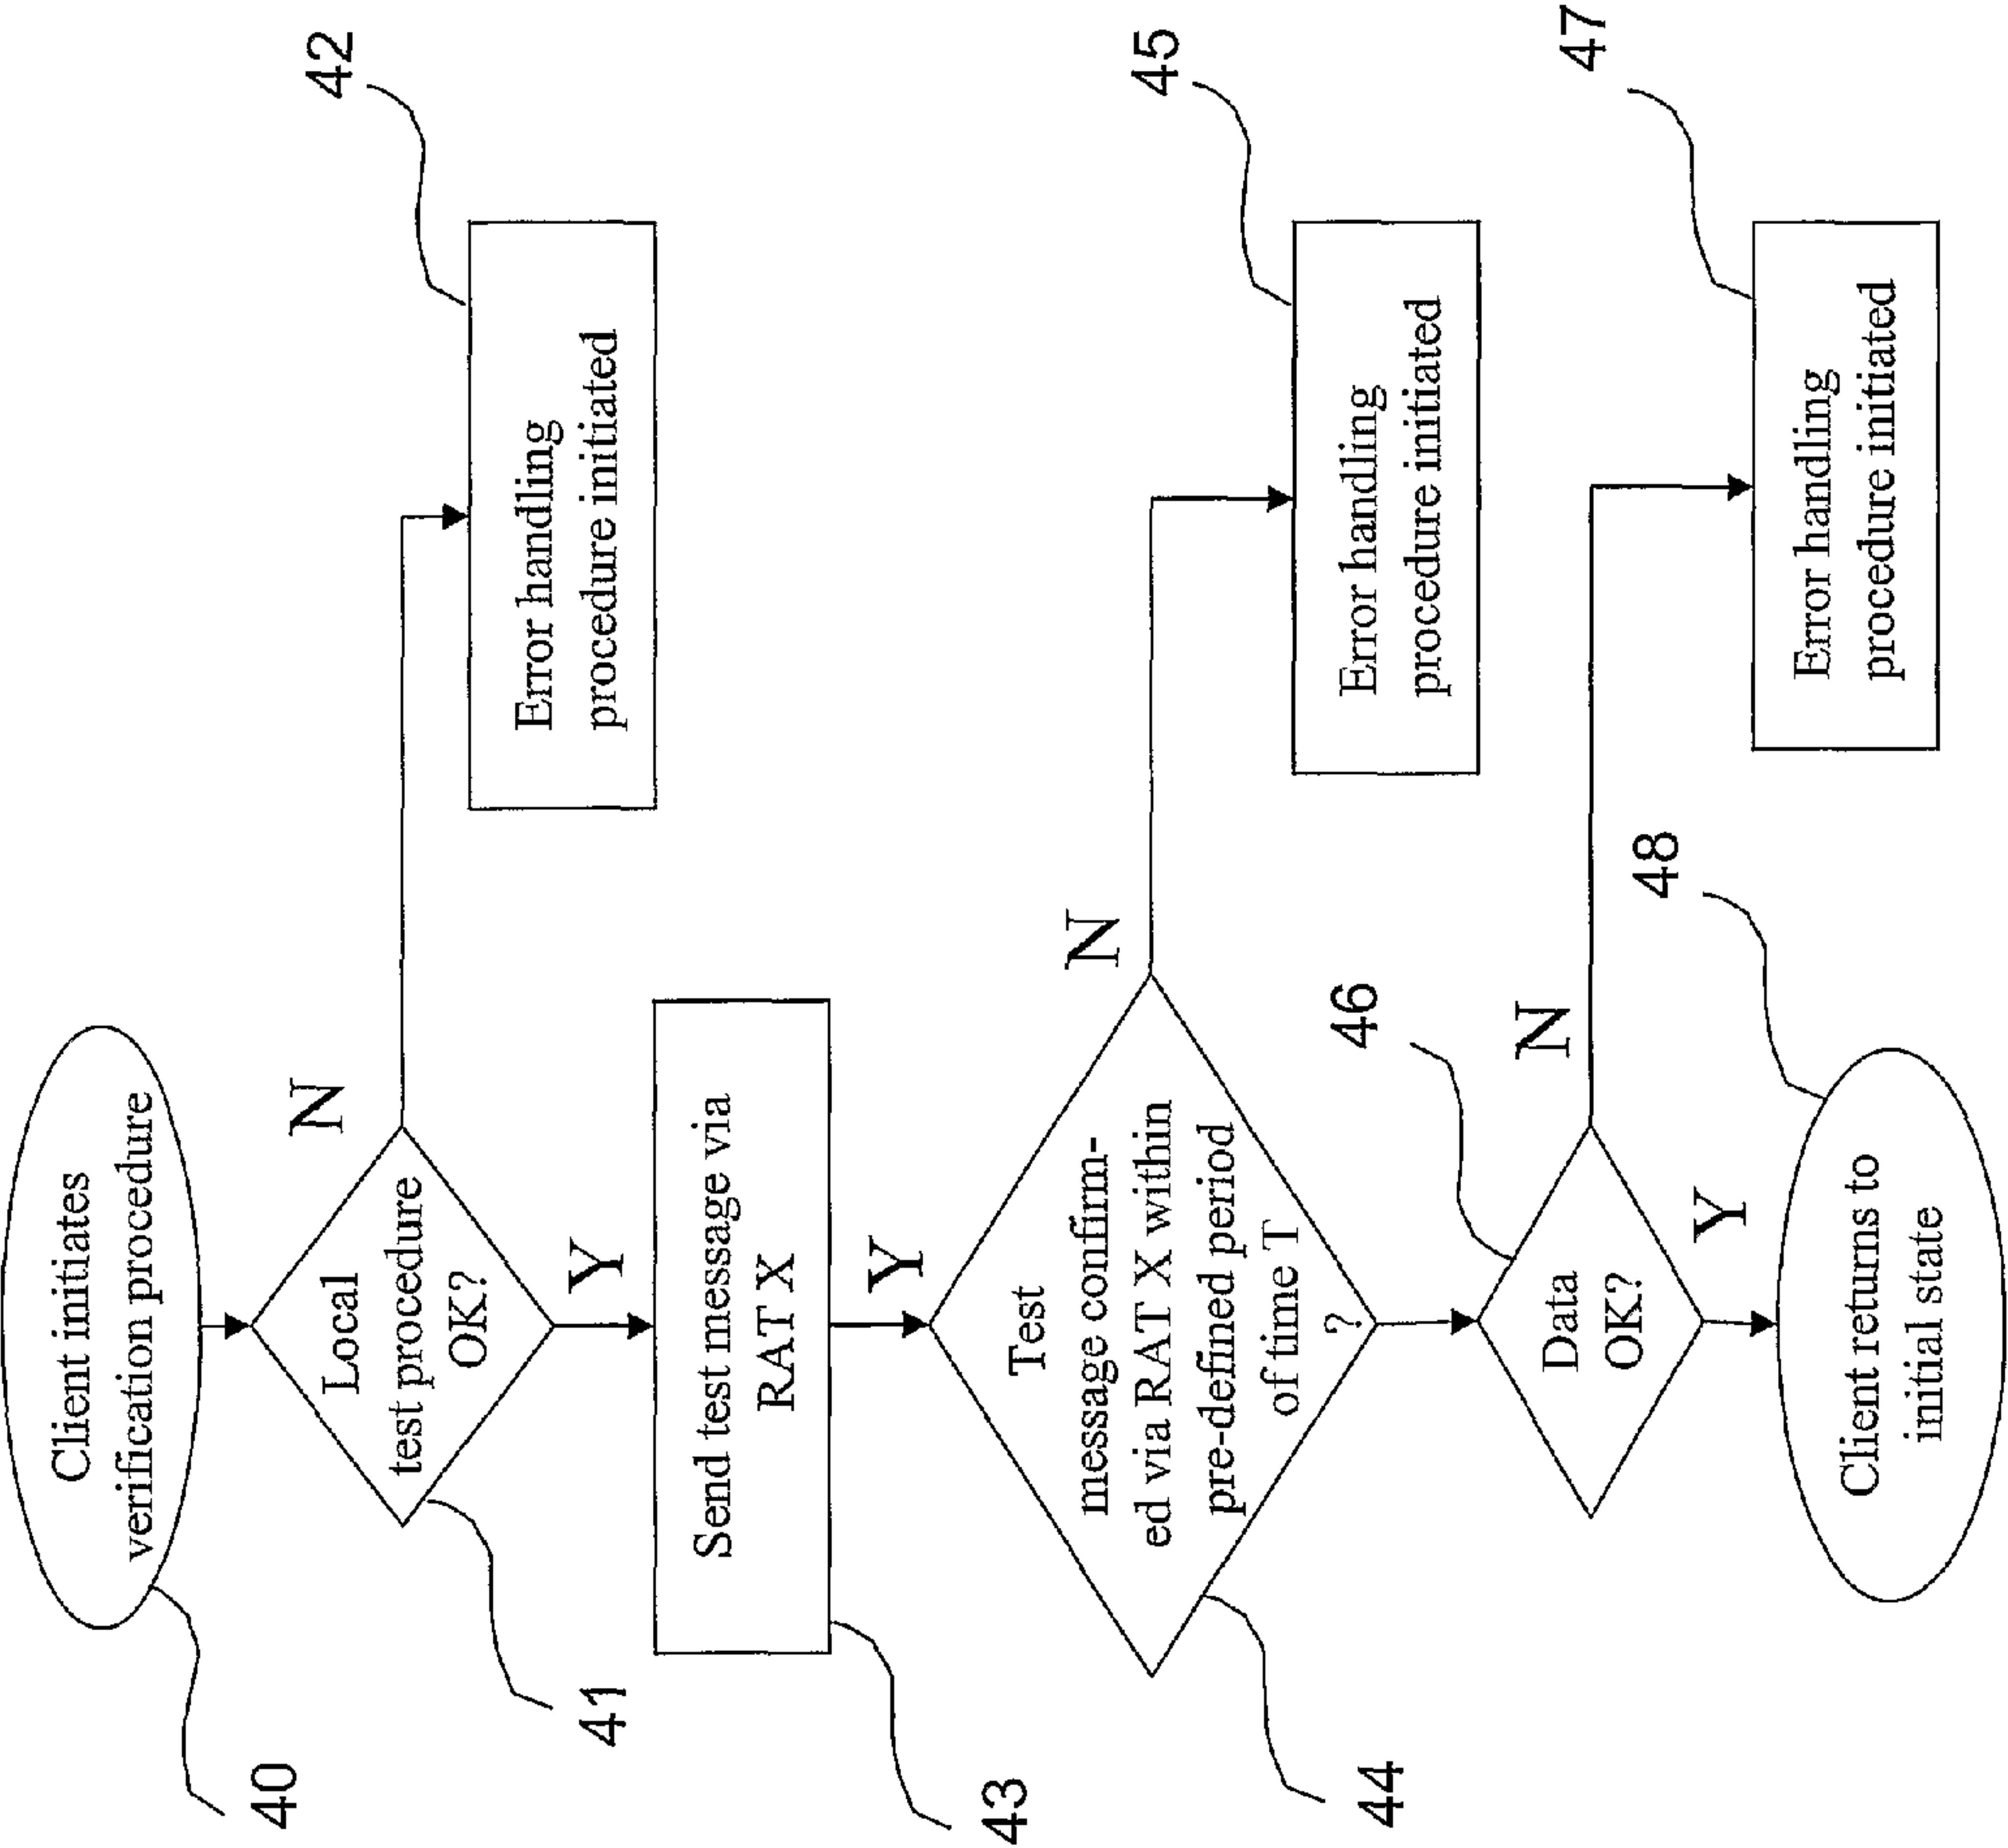 Client initiates
verification procedure
40
Local
test procedure
OK?
41
N
Error handling
procedure initiated
42
Y
Send test message via
RAT X
43
Y
Test
message confirm-
ed via RAT X within
pre-defined period
of time T
?
44
N
Error handling
procedure initiated
45
Data
OK?
46
N
Error handling
procedure initiated
47
Y
Client returns to
initial state
48